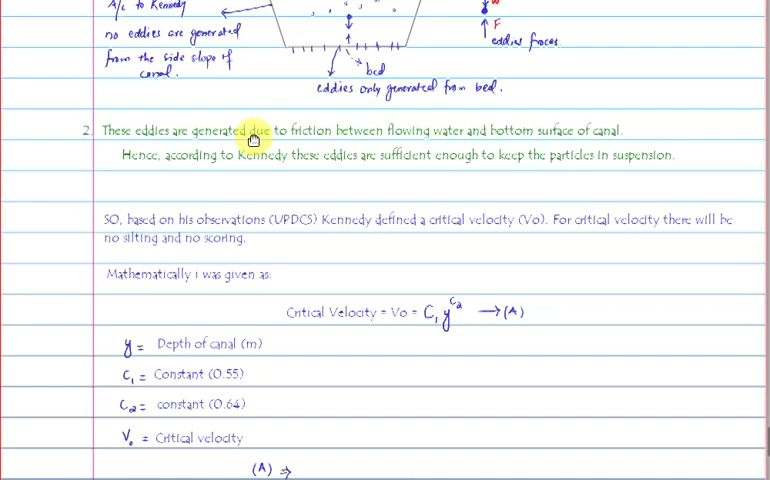 A/c to Kennedy
no eddies are generated
from the side slope of
canal.
W
F
eddies froces
bed
eddies only generated from bed.
2. These eddies are generated due to friction between flowing water and bottom surface of canal.
Hence, according to Kennedy these eddies are sufficient enough to keep the particles in suspension.
SO, based on his observations (UPDCS) Kennedy defined a critical velocity (Vo). For critical velocity there will be
no silting and no scoring.
Mathematically i was given as:
Critical Velocity = Vo = C₁ y^C₂ → (A)
y = Depth of canal (m)
C₁ = Constant (0.55)
C₂ = constant (0.64)
V₀ = Critical velocity
(A) ⇒